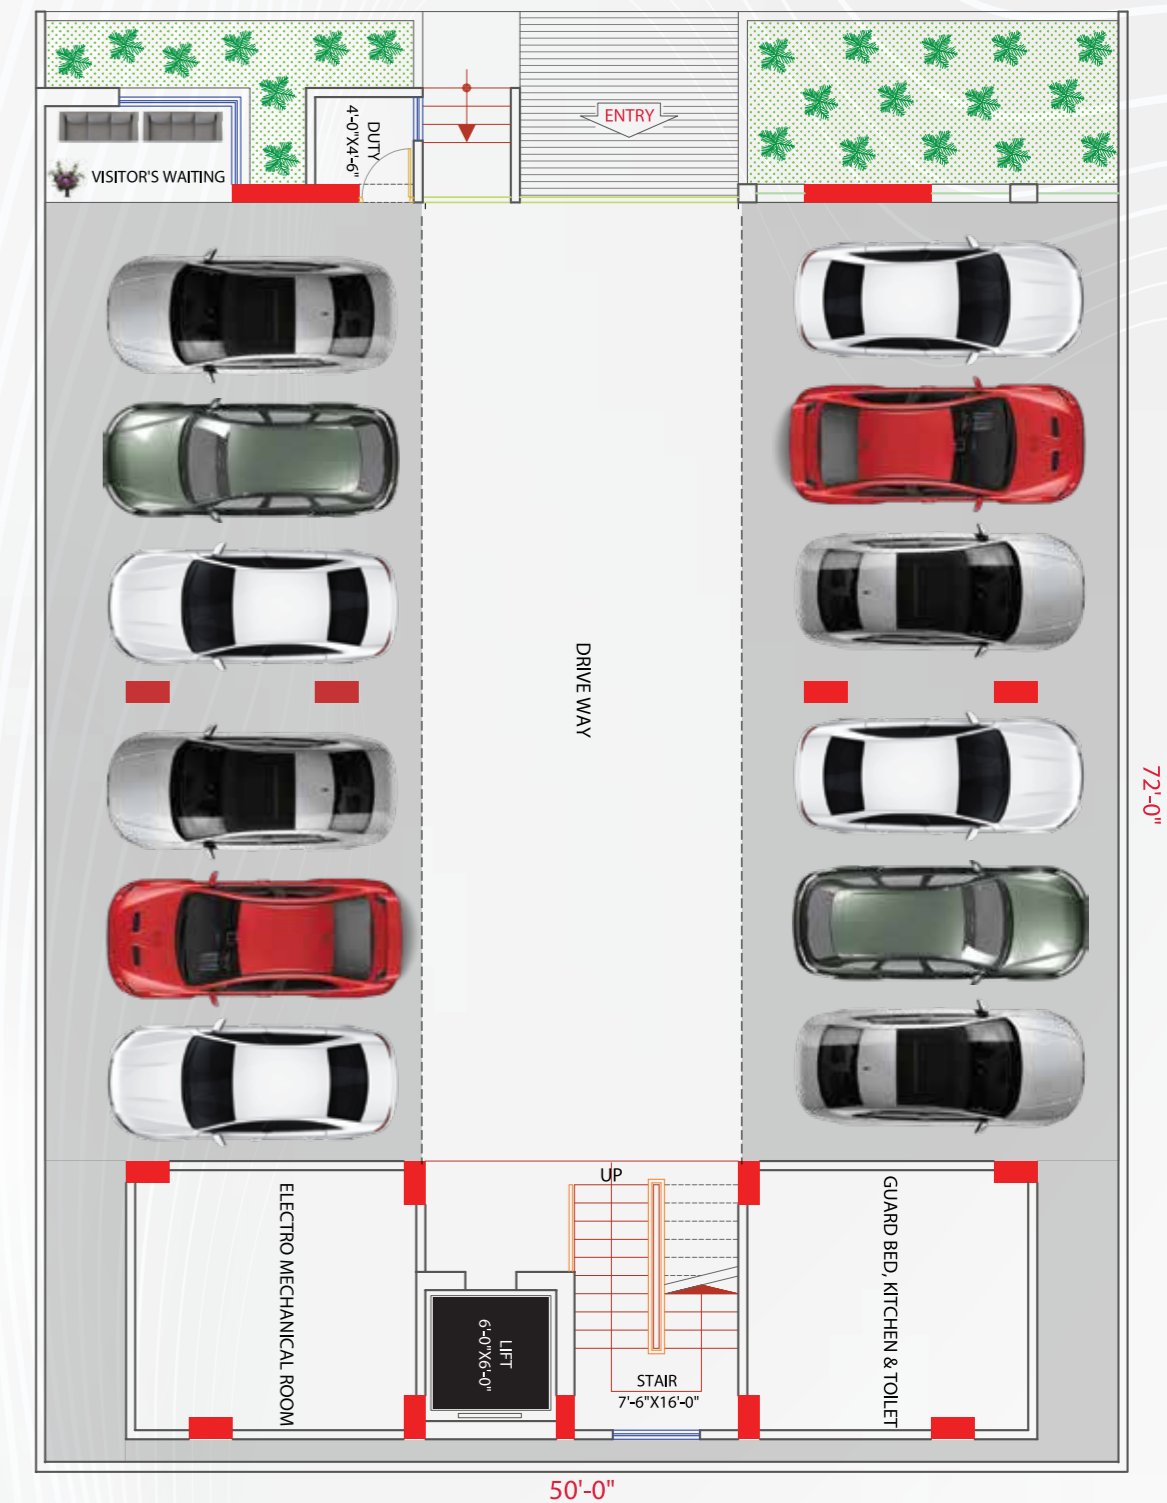 ENTRY
DUTY
4'-0"X4'-6"
VISITOR'S WAITING
DRIVE WAY
72'-0"
UP
ELECTRO MECHANICAL ROOM
GUARD BED, KITCHEN & TOILET
LIFT
6'-0"X6'-0"
STAIR
7'-6"X16'-0"
50'-0"